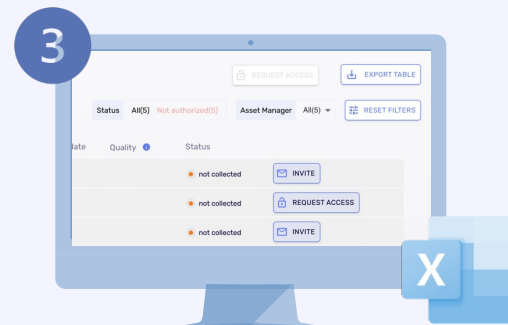 3
REQUEST ACCESS
EXPORT TABLE
Status All(5) Not authorized(5) Asset Manager All(5) RESET FILTERS
Quality Status
not collected INVITE
not collected REQUEST ACCESS
not collected INVITE
X